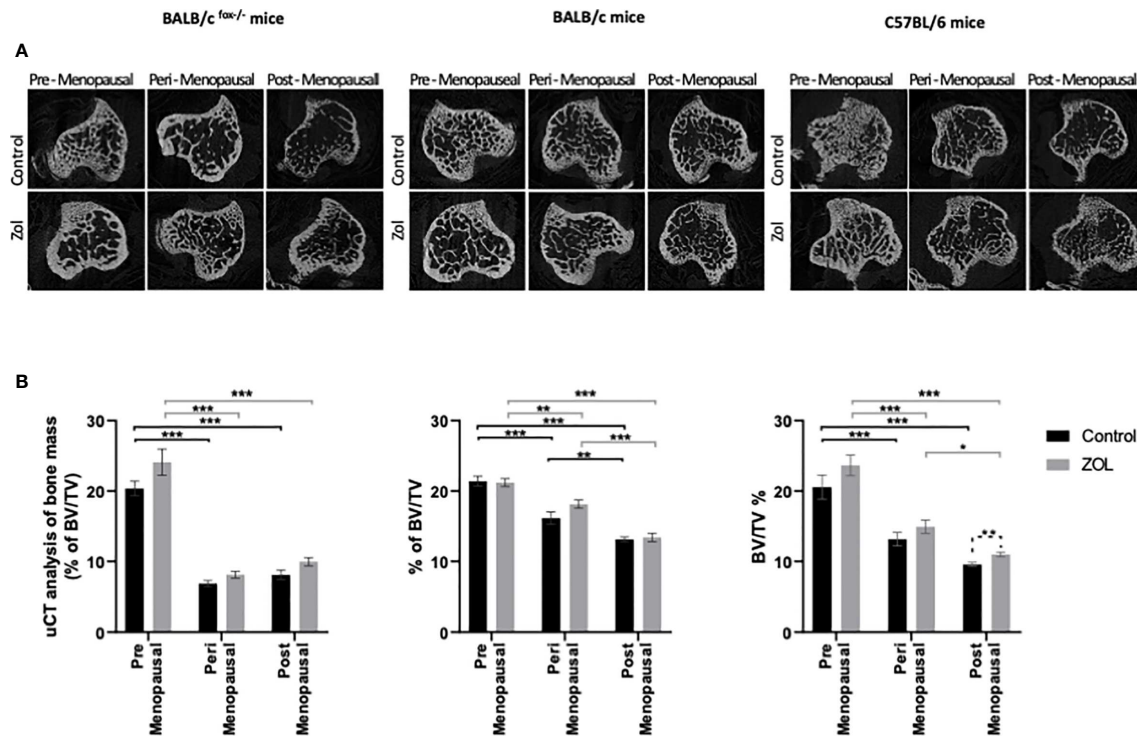 BALB/c fox-/- mice
BALB/c mice
C57BL/6 mice
A
Pre - Menopausal Peri - Menopausal Post - Menopausall
Pre - Menopauseal Peri - Menopausal Post - Menopausal
Pre - Menopausal Peri - Menopausal Post - Menopausal
Control
Control
Control
Zol
Zol
Zol
B
uCT analysis of bone mass
(% of BV/TV)
30
20
10
0
***
***
***
***
Pre
Menopausal
Peri
Menopausal
Post
Menopausal
% of BV/TV
30
20
10
0
***
**
***
***
***
**
Pre
Menopausal
Peri
Menopausal
Post
Menopausal
BV/TV %
30
20
10
0
***
***
***
***
*
**
Pre
Menopausal
Peri
Menopausal
Post
Menopausal
Control
ZOL